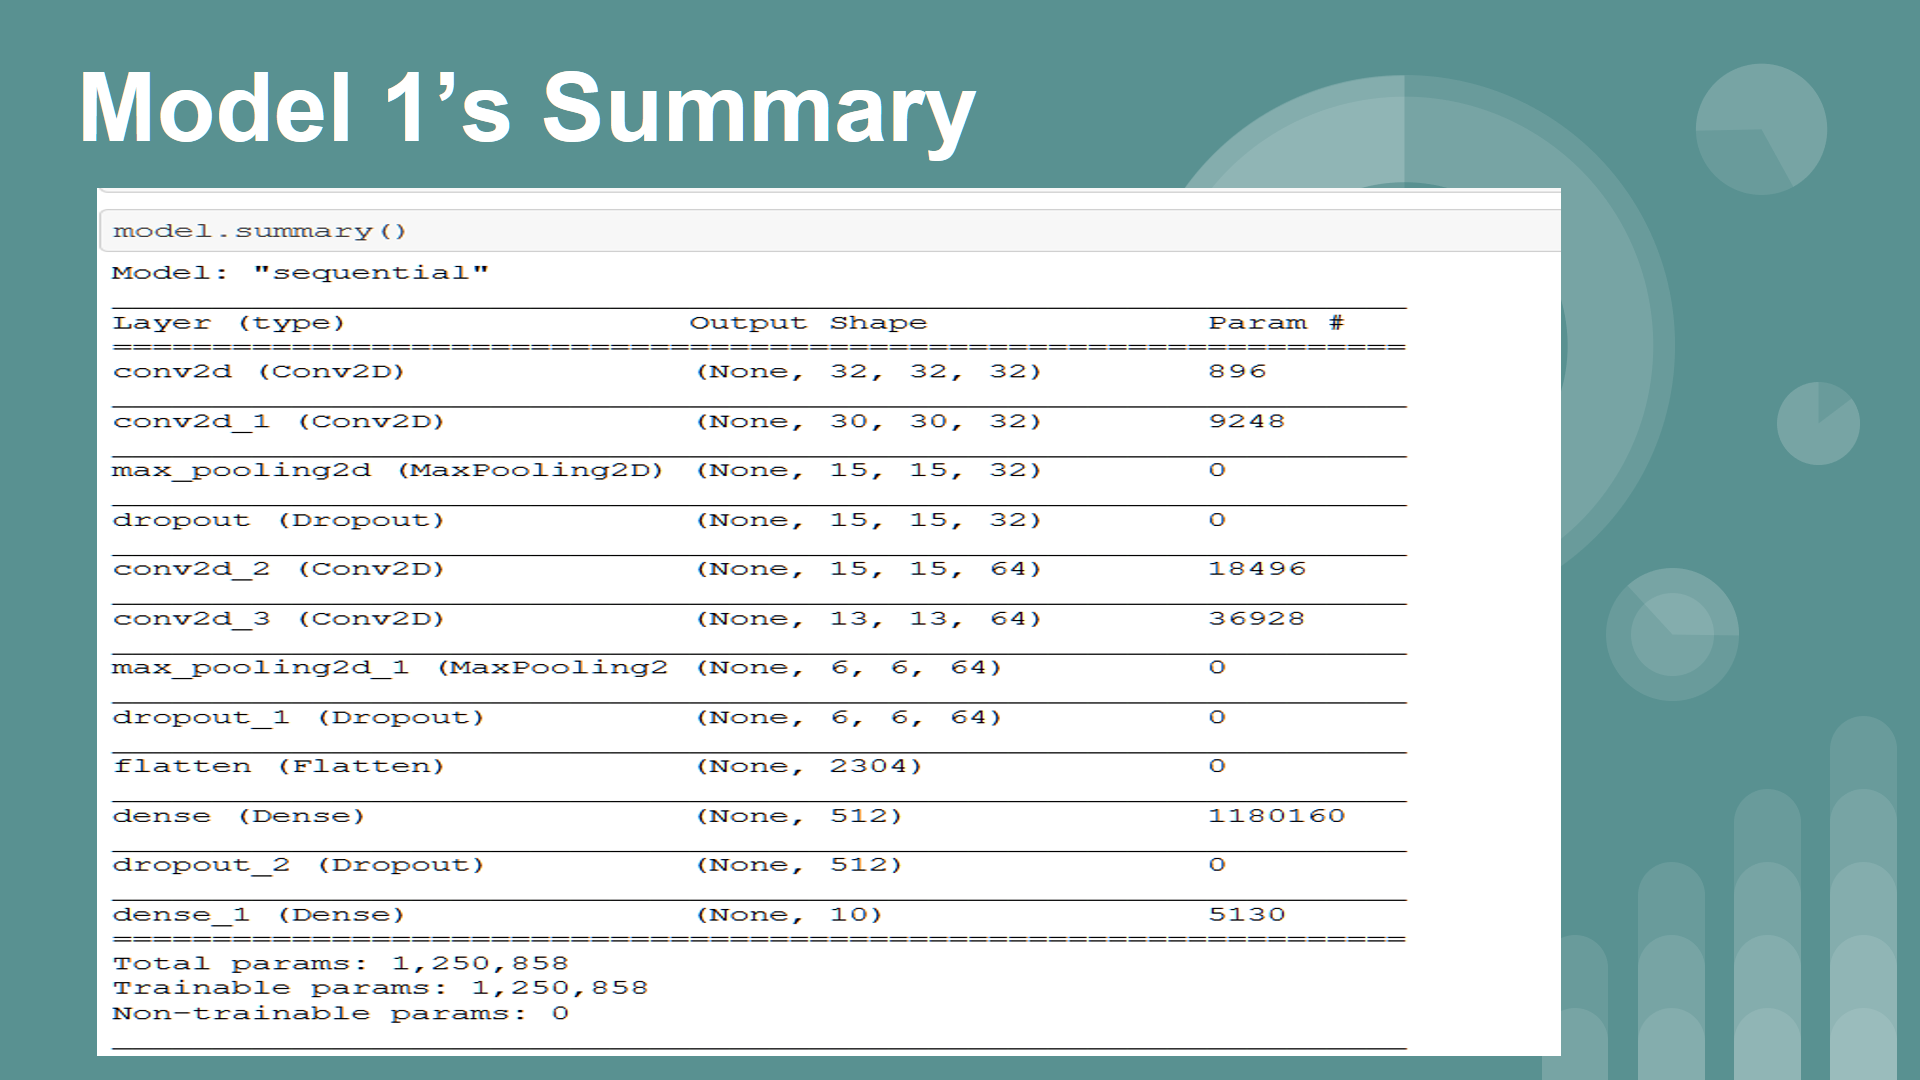 Model 1’s Summary
model.summary()
Model: "sequential"
Layer (type) Output Shape Param #
conv2d (Conv2D) (None, 32, 32, 32) 896
conv2d_1 (Conv2D) (None, 30, 30, 32) 9248
max_pooling2d (MaxPooling2D) (None, 15, 15, 32) 0
dropout (Dropout) (None, 15, 15, 32) 0
conv2d_2 (Conv2D) (None, 15, 15, 64) 18496
conv2d_3 (Conv2D) (None, 13, 13, 64) 36928
max_pooling2d_1 (MaxPooling2 (None, 6, 6, 64) 0
dropout_1 (Dropout) (None, 6, 6, 64) 0
flatten (Flatten) (None, 2304) 0
dense (Dense) (None, 512) 1180160
dropout_2 (Dropout) (None, 512) 0
dense_1 (Dense) (None, 10) 5130
Total params: 1,250,858
Trainable params: 1,250,858
Non-trainable params: 0